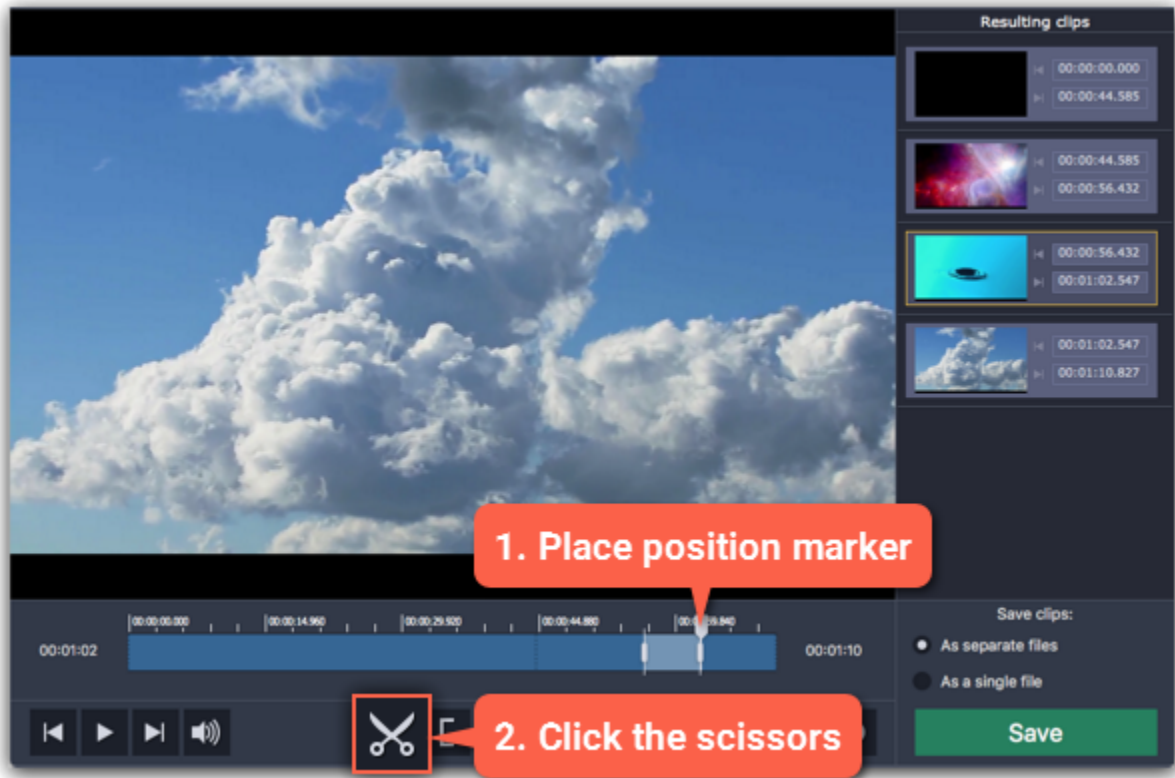 Resulting clips
00:00:00.000
00:00:44.585
00:00:44.585
00:00:56.432
00:00:56.432
00:01:02.547
00:01:02.547
00:01:10.827
1. Place position marker
00:00:00.000 00:00:14.960 00:00:29.920 00:00:44.880
00:01:02
00:01:10
Save clips:
As separate files
As a single file
2. Click the scissors
Save